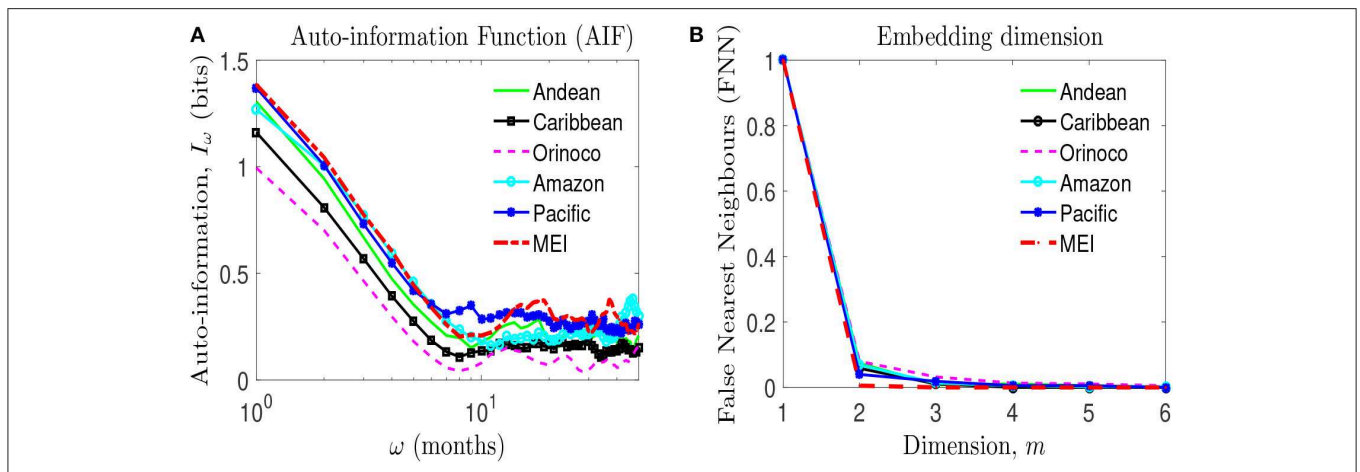 A Auto-information Function (AIF)
Auto-information, I_ω (bits)
1.5
1
0.5
0
10^0
10^1
ω (months)
Andean
Caribbean
Orinoco
Amazon
Pacific
MEI
B Embedding dimension
False Nearest Neighbours (FNN)
1
0.8
0.6
0.4
0.2
0
1 2 3 4 5 6
Dimension, m
Andean
Caribbean
Orinoco
Amazon
Pacific
MEI